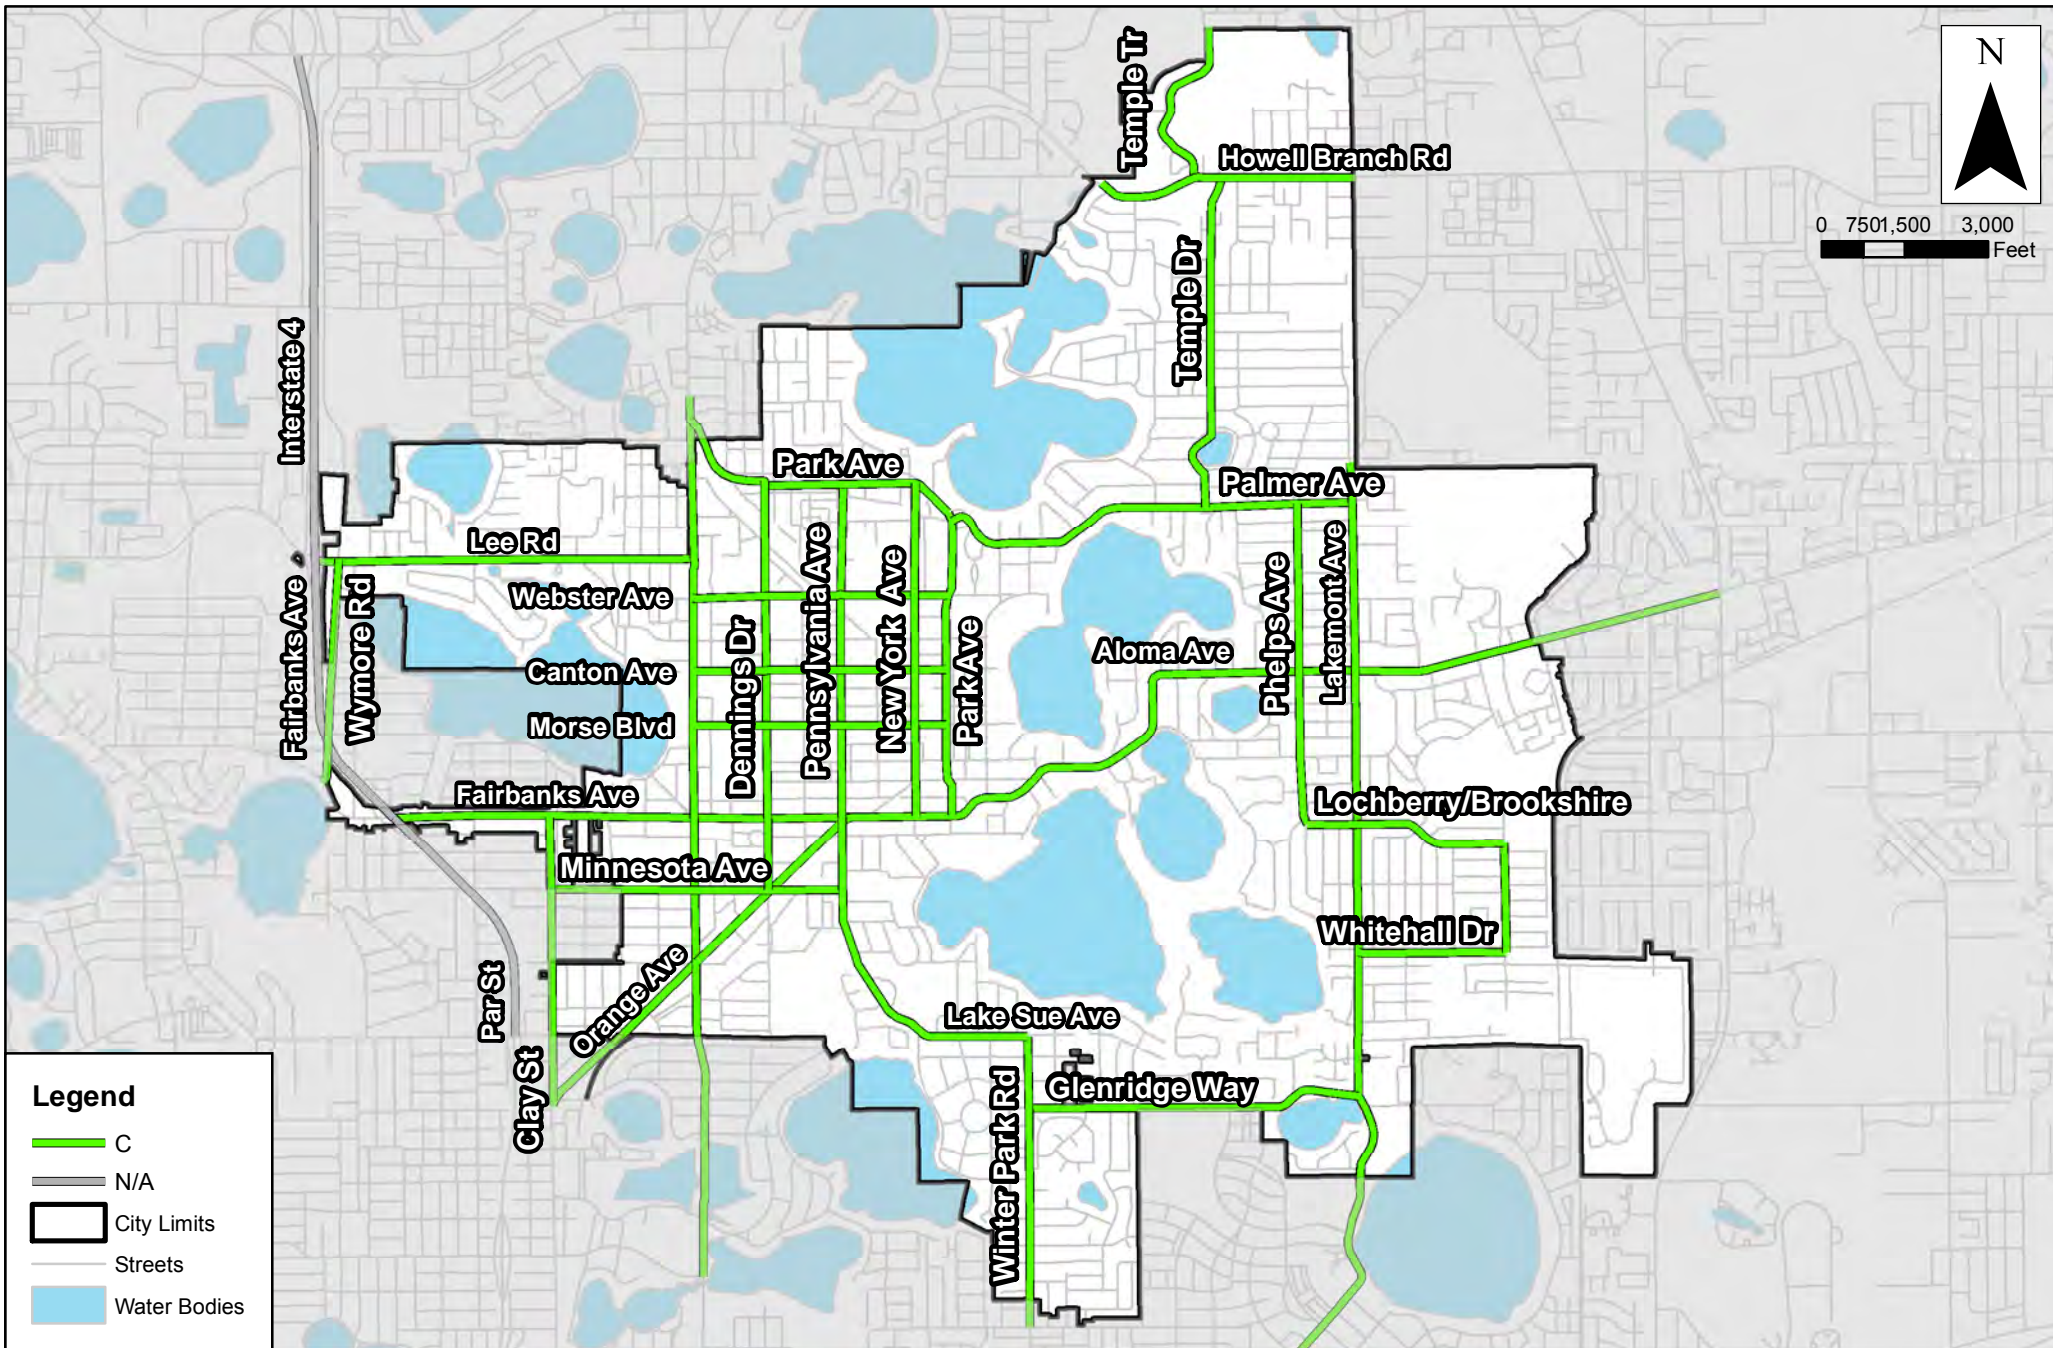 N
0 750 1,500 3,000
Feet
Temple Tr
Howell Branch Rd
Temple Dr
Interstate 4
Park Ave
Palmer Ave
Lee Rd
Webster Ave
Fairbanks Ave
Wymore Rd
Pennsylvania Ave
New York Ave
Phelps Ave
Lakemont Ave
Dennings Dr
Park Ave
Aloma Ave
Canton Ave
Morse Blvd
Fairbanks Ave
Lochberry/Brookshire
Minnesota Ave
Whitehall Dr
Orange Ave
Par St
Lake Sue Ave
Clay St
Glenridge Way
Winter Park Rd
Legend
C
N/A
City Limits
Streets
Water Bodies